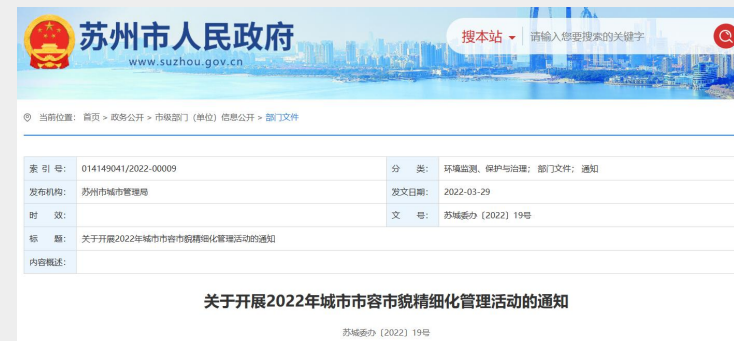 苏州市人民政府
www.suzhou.gov.cn
搜本站 请输入您要搜索的关键字
当前位置: 首页 > 政务公开 > 市级部门（单位）信息公开 > 部门文件
索 引 号: 014149041/2022-00009 分 类: 环境监测、保护与治理; 部门文件; 通知
发布机构: 苏州市城市管理局 发文日期: 2022-03-29
时 效: 文 号: 苏城委办〔2022〕19号
标 题: 关于开展2022年城市市容市貌精细化管理活动的通知
内容概述:
关于开展2022年城市市容市貌精细化管理活动的通知
苏城委办〔2022〕19号